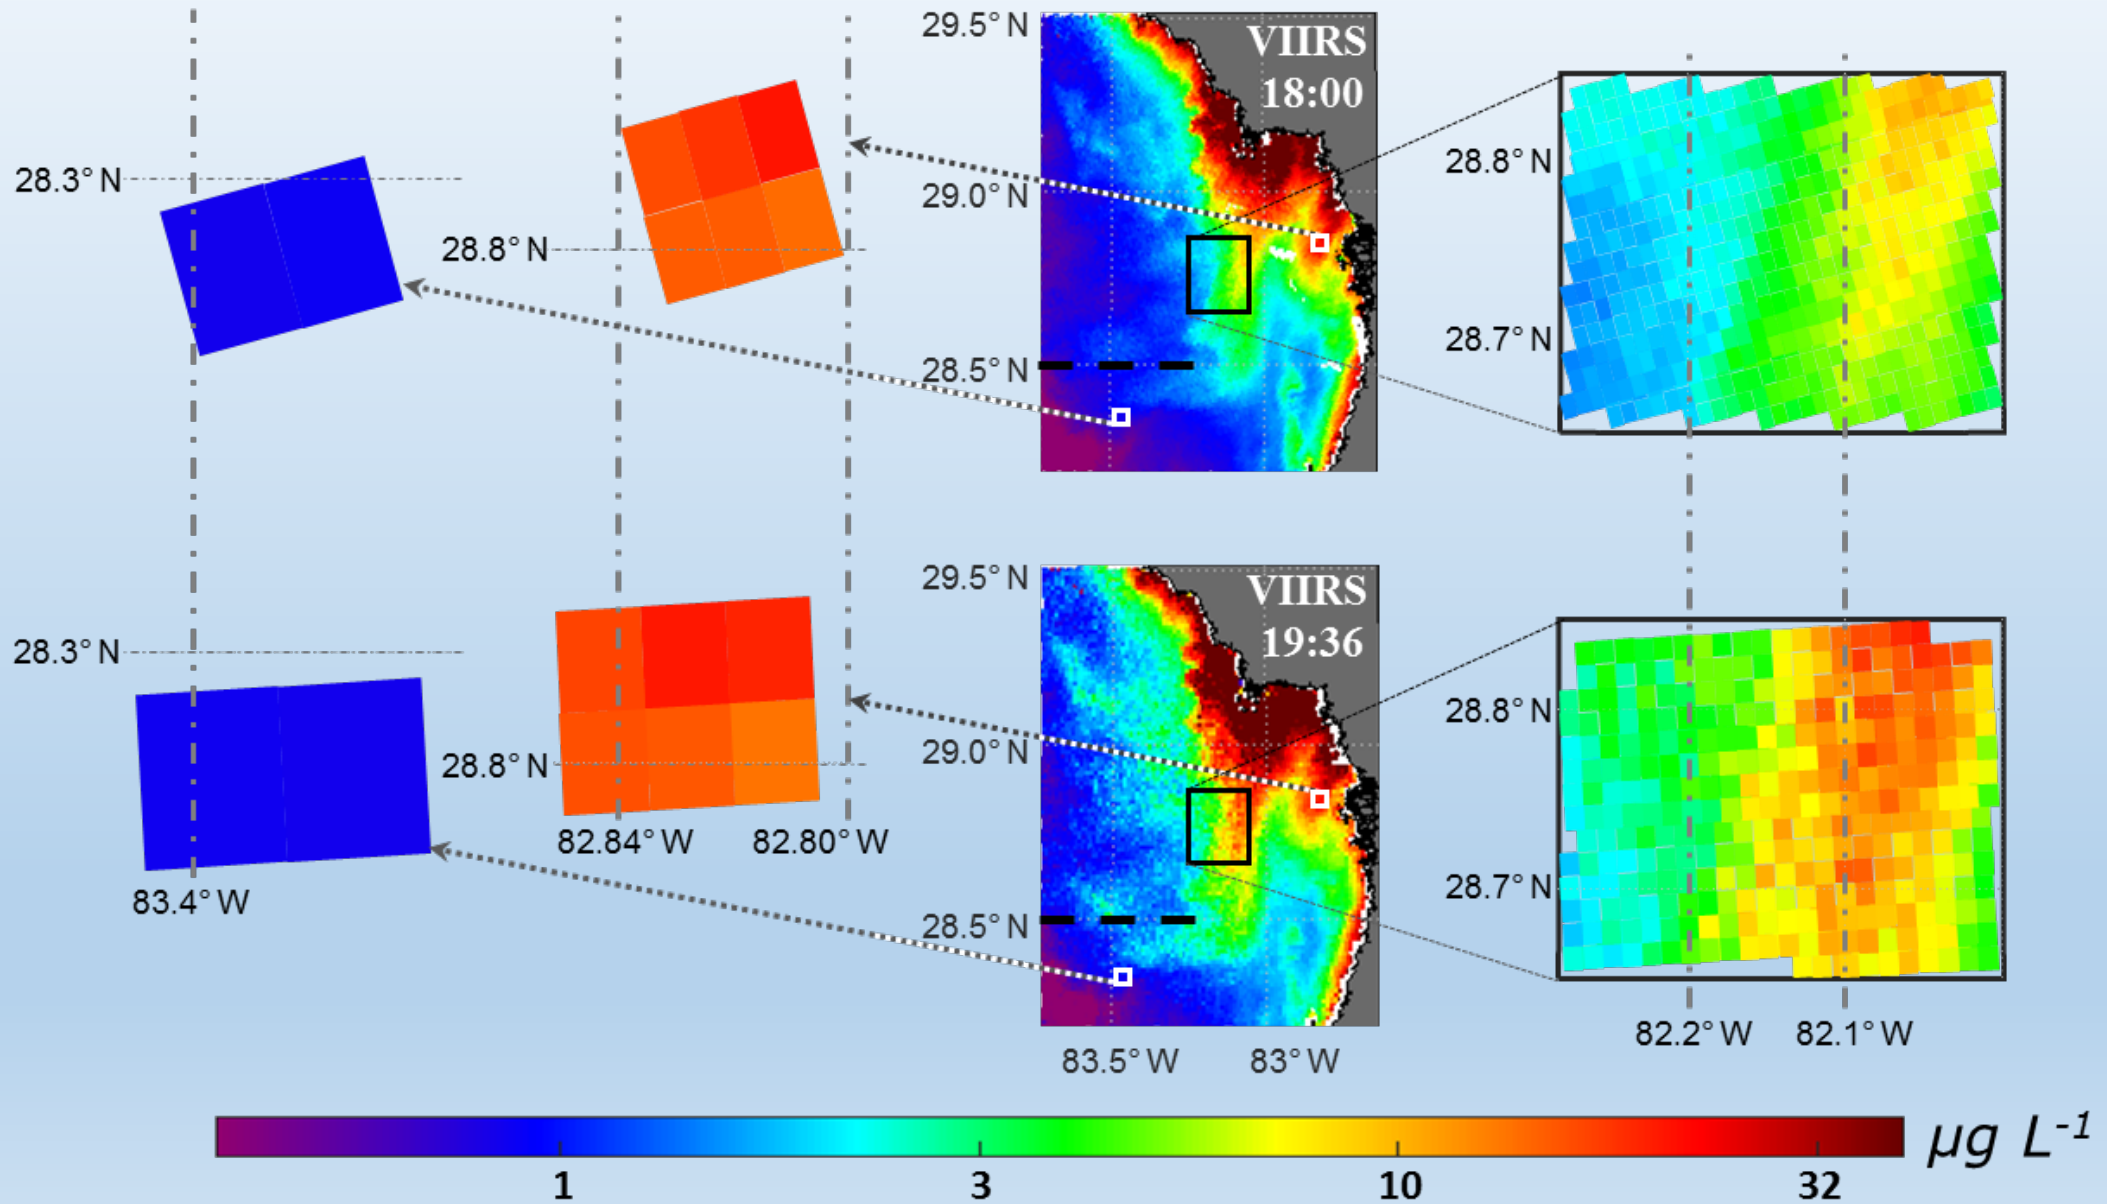 29.5° N
VIIRS
18:00
28.8° N
28.3° N
29.0° N
28.8° N
28.7° N
28.5° N
29.5° N
VIIRS
19:36
28.3° N
28.8° N
29.0° N
28.8° N
82.84° W
82.80° W
28.7° N
83.4° W
28.5° N
82.2° W
82.1° W
83.5° W
83° W
µg L-1
1
3
10
32